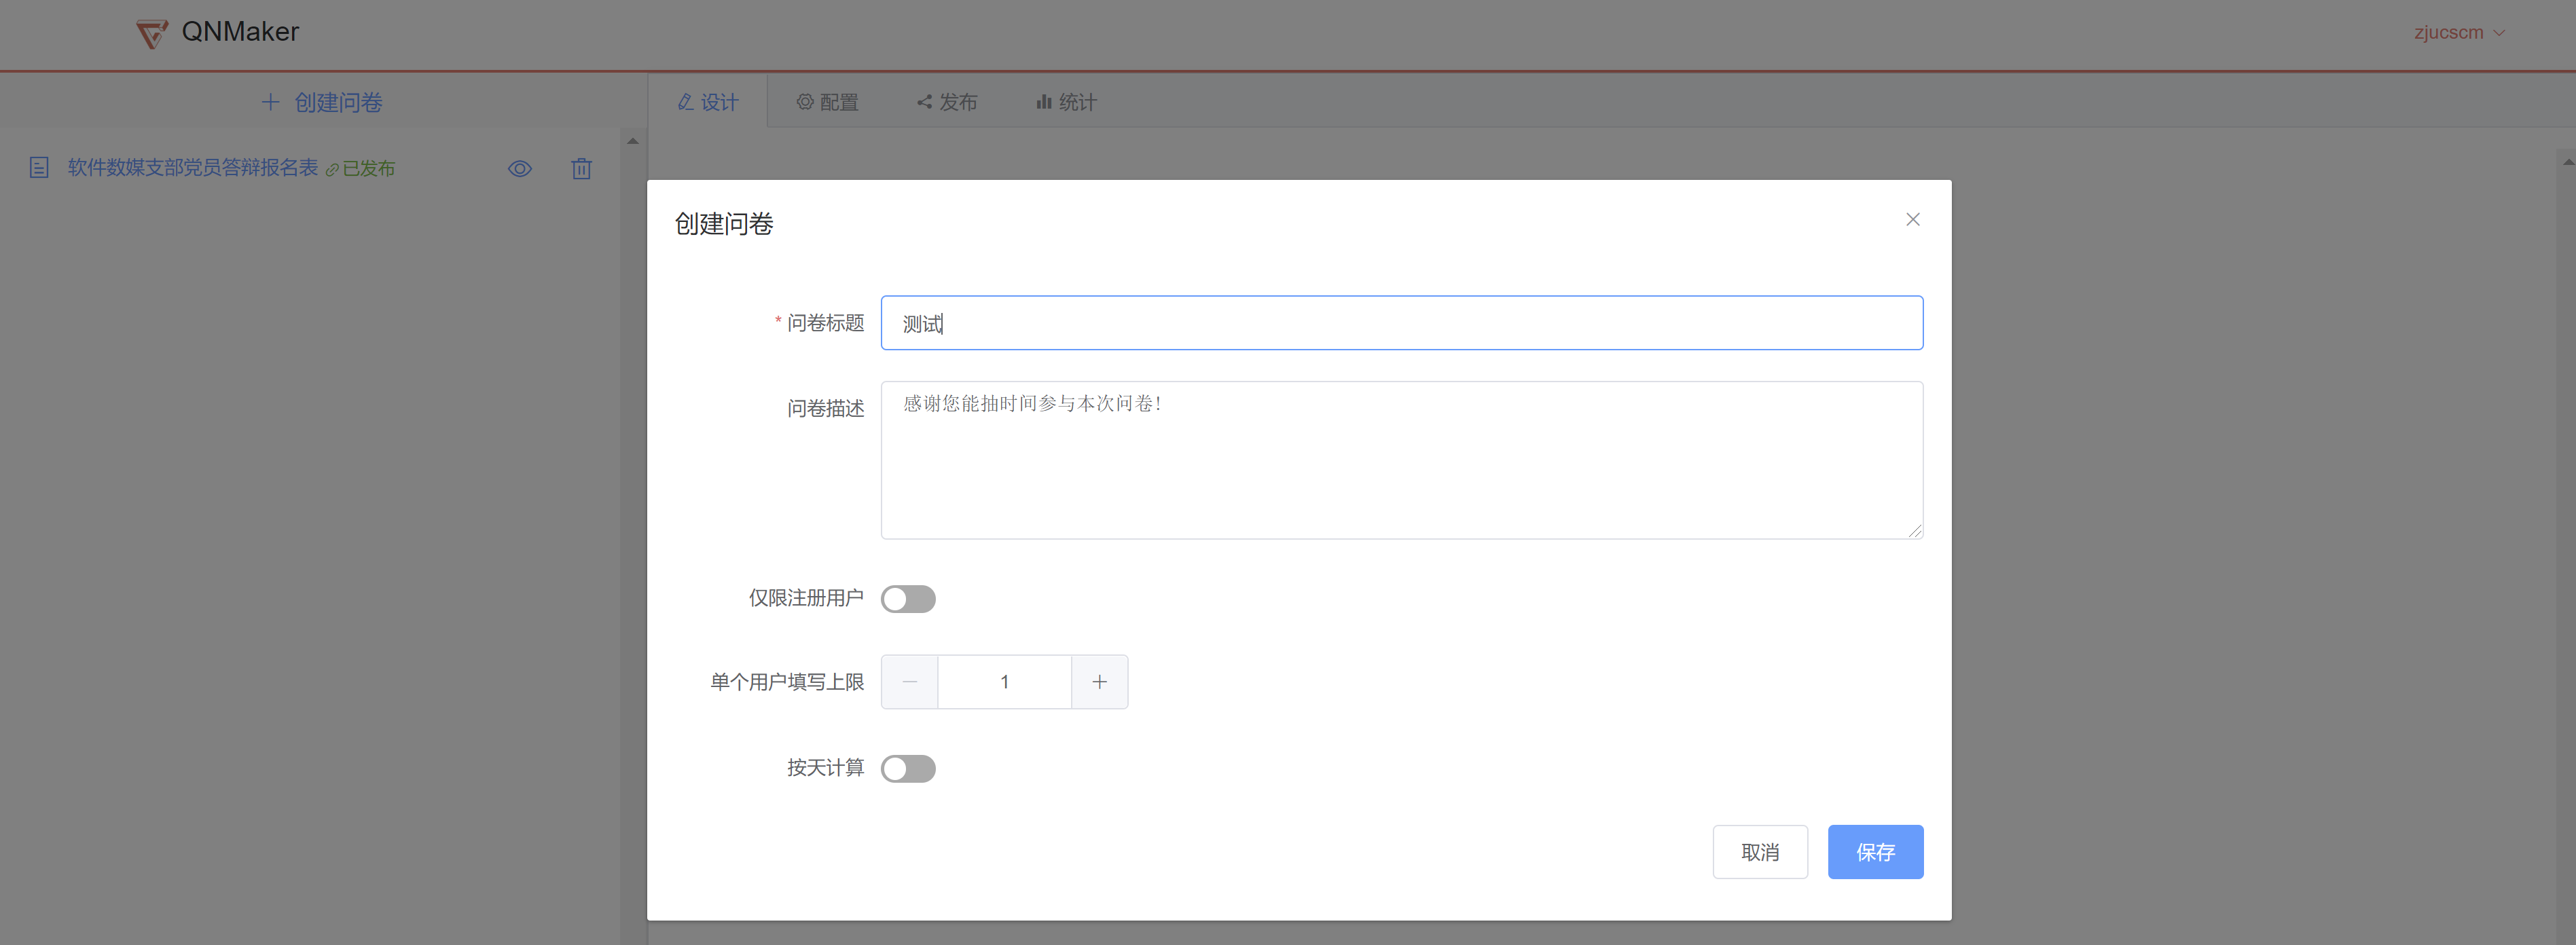 QNMaker
zjucscm
创建问卷
设计
配置
发布
统计
软件数媒支部党员答辩报名表 已发布
创建问卷
* 问卷标题
测试
问卷描述
感谢您能抽时间参与本次问卷!
仅限注册用户
单个用户填写上限
1
按天计算
取消
保存